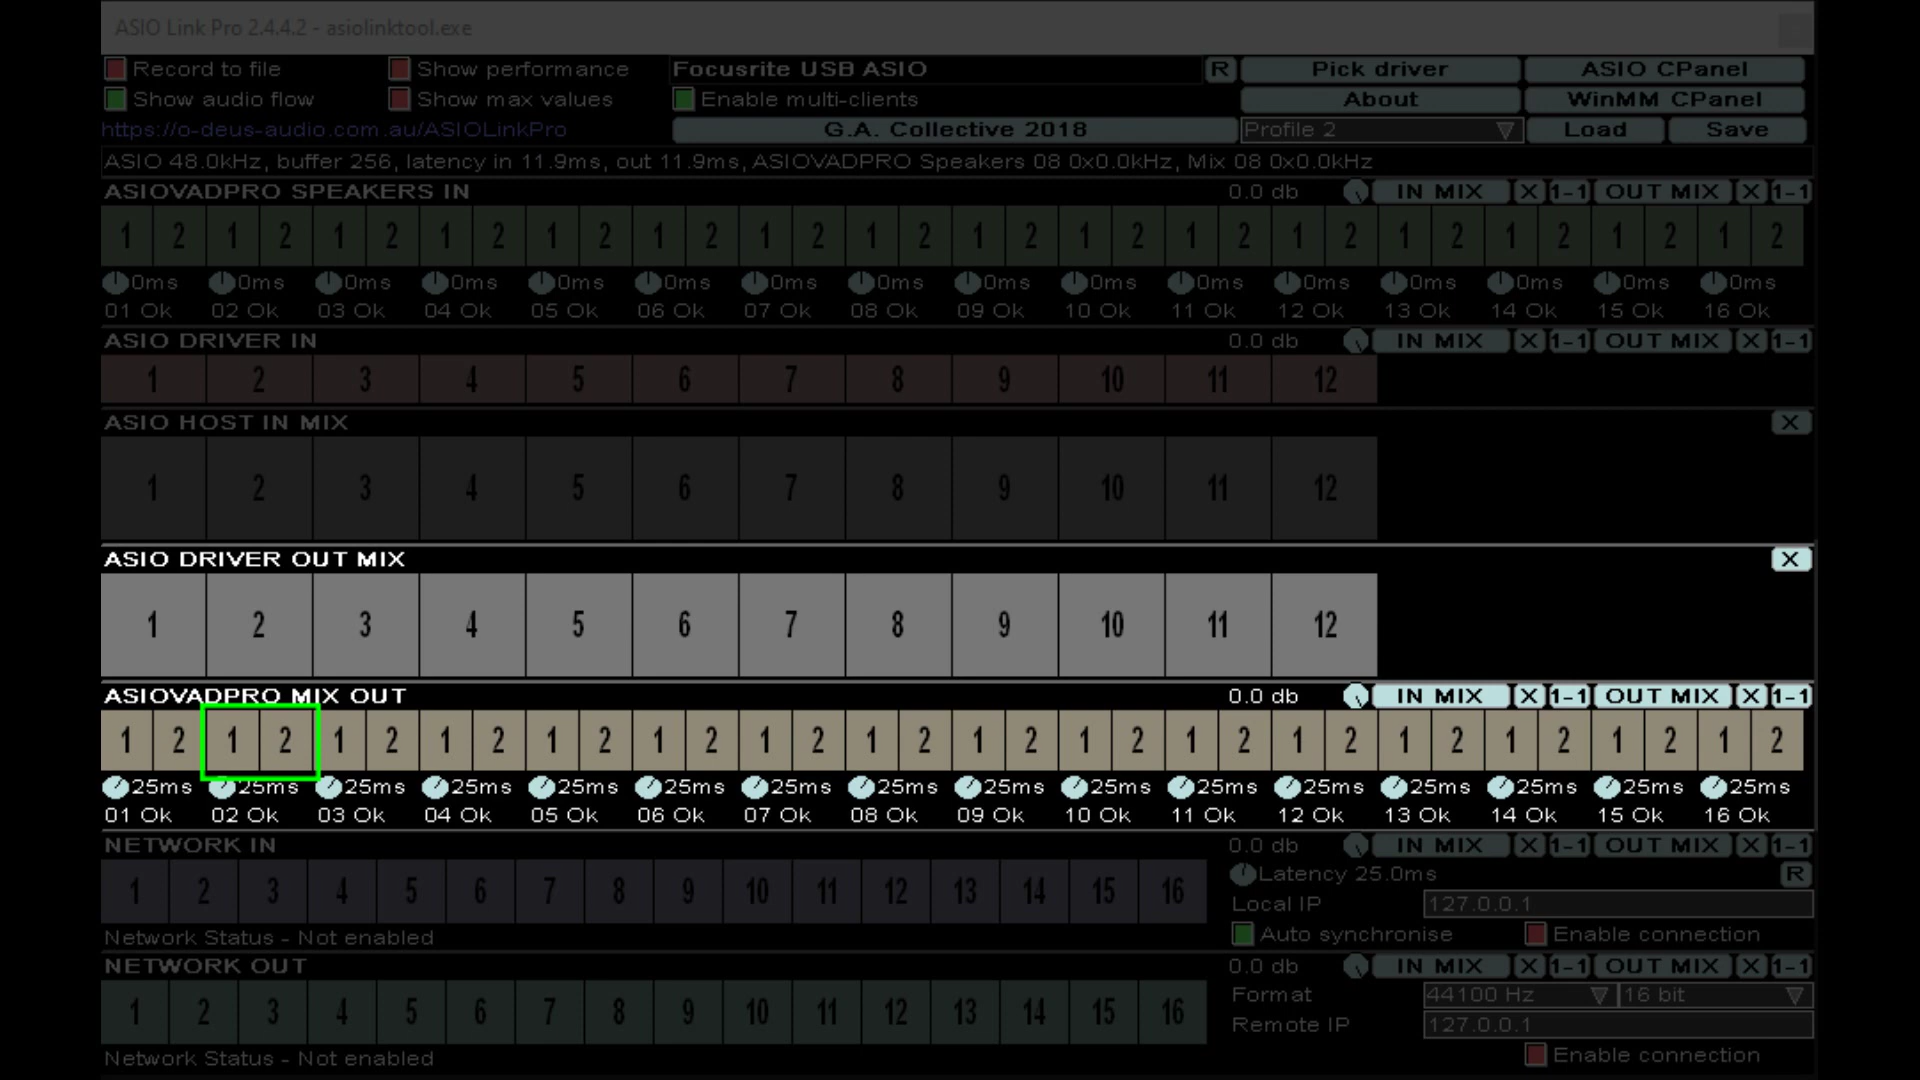 ASIO Link Pro 2.4.4.2 - asiolinktool.exe
Record to file Show performance Focusrite USB ASIO R Pick driver ASIO CPanel
Show audio flow Show max values Enable multi-clients About WinMM CPanel
https://o-deus-audio.com.au/ASIOLinkPro G.A. Collective 2018 Profile 2 Load Save
ASIO 48.0kHz, buffer 256, latency in 11.9ms, out 11.9ms, ASIOVADPRO Speakers 08 0x0.0kHz, Mix 08 0x0.0kHz
ASIOVADPRO SPEAKERS IN 0.0 db IN MIX X 1-1 OUT MIX X 1-1
1 2 1 2 1 2 1 2 1 2 1 2 1 2 1 2 1 2 1 2 1 2 1 2 1 2 1 2 1 2 1 2
0ms 0ms 0ms 0ms 0ms 0ms 0ms 0ms 0ms 0ms 0ms 0ms 0ms 0ms 0ms 0ms
01 Ok 02 Ok 03 Ok 04 Ok 05 Ok 06 Ok 07 Ok 08 Ok 09 Ok 10 Ok 11 Ok 12 Ok 13 Ok 14 Ok 15 Ok 16 Ok
ASIO DRIVER IN 0.0 db IN MIX X 1-1 OUT MIX X 1-1
1 2 3 4 5 6 7 8 9 10 11 12
ASIO HOST IN MIX X
1 2 3 4 5 6 7 8 9 10 11 12
ASIO DRIVER OUT MIX X
1 2 3 4 5 6 7 8 9 10 11 12
ASIOVADPRO MIX OUT 0.0 db IN MIX X 1-1 OUT MIX X 1-1
1 2 1 2 1 2 1 2 1 2 1 2 1 2 1 2 1 2 1 2 1 2 1 2 1 2 1 2 1 2 1 2
25ms 25ms 25ms 25ms 25ms 25ms 25ms 25ms 25ms 25ms 25ms 25ms 25ms 25ms 25ms 25ms
01 Ok 02 Ok 03 Ok 04 Ok 05 Ok 06 Ok 07 Ok 08 Ok 09 Ok 10 Ok 11 Ok 12 Ok 13 Ok 14 Ok 15 Ok 16 Ok
NETWORK IN 0.0 db IN MIX X 1-1 OUT MIX X 1-1
1 2 3 4 5 6 7 8 9 10 11 12 13 14 15 16
Latency 25.0ms R
Local IP 127.0.0.1
Network Status - Not enabled Auto synchronise Enable connection
NETWORK OUT 0.0 db IN MIX X 1-1 OUT MIX X 1-1
1 2 3 4 5 6 7 8 9 10 11 12 13 14 15 16
Format 44100 Hz 16 bit
Remote IP 127.0.0.1
Network Status - Not enabled Enable connection